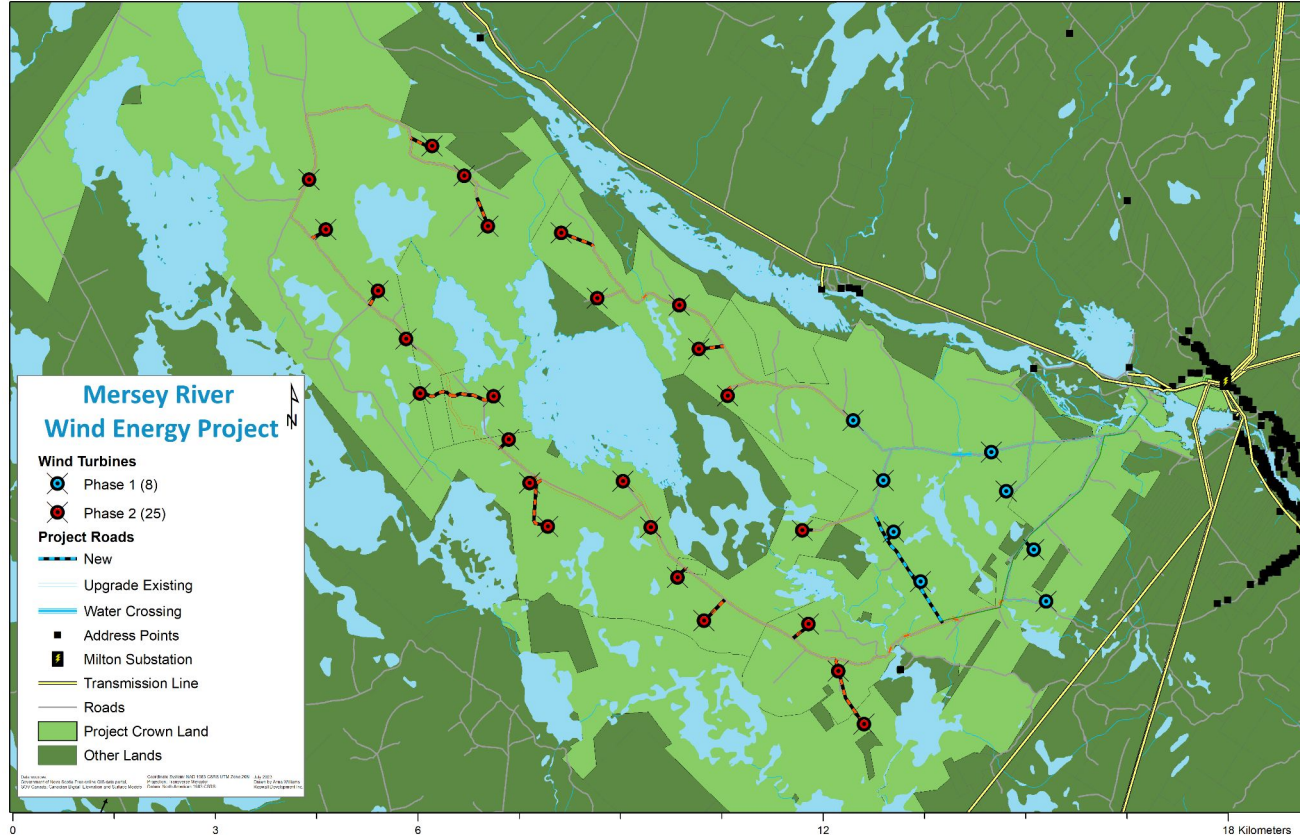 Mersey River
Wind Energy Project
N
Wind Turbines
Phase 1 (8)
Phase 2 (25)
Project Roads
New
Upgrade Existing
Water Crossing
Address Points
Milton Substation
Transmission Line
Roads
Project Crown Land
Other Lands
0 3 6 12 18 Kilometers